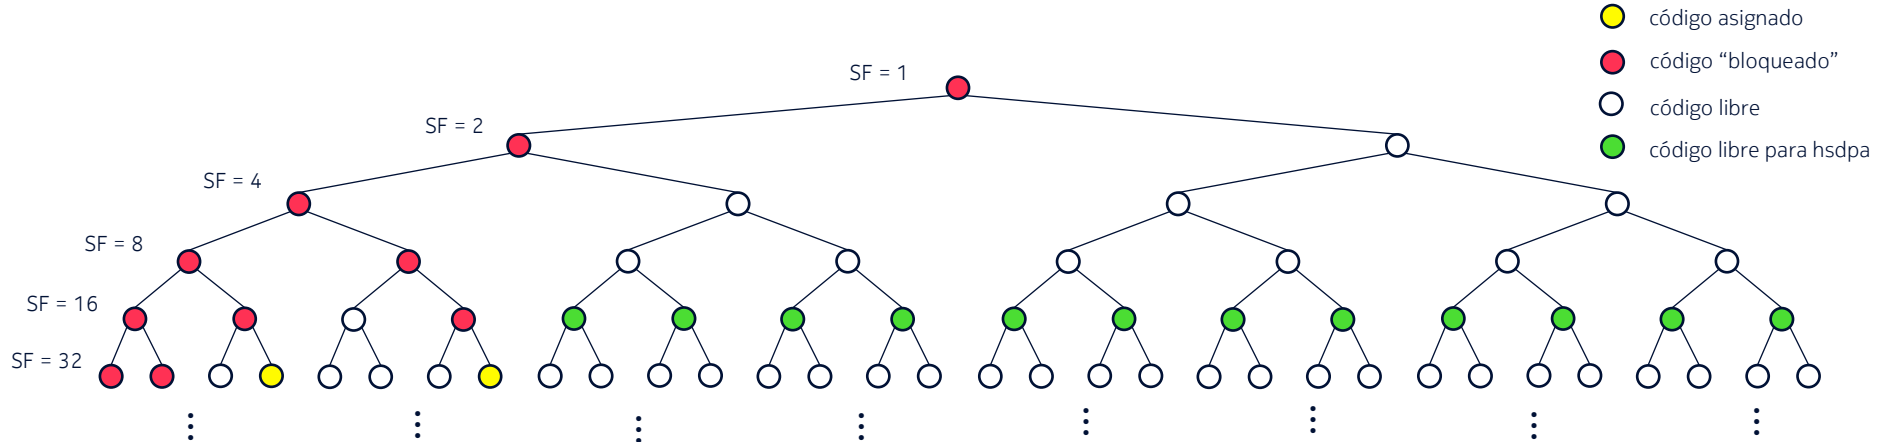 código asignado
código “bloqueado”
código libre
código libre para hsdpa
SF = 1
SF = 2
SF = 4
SF = 8
SF = 16
SF = 32